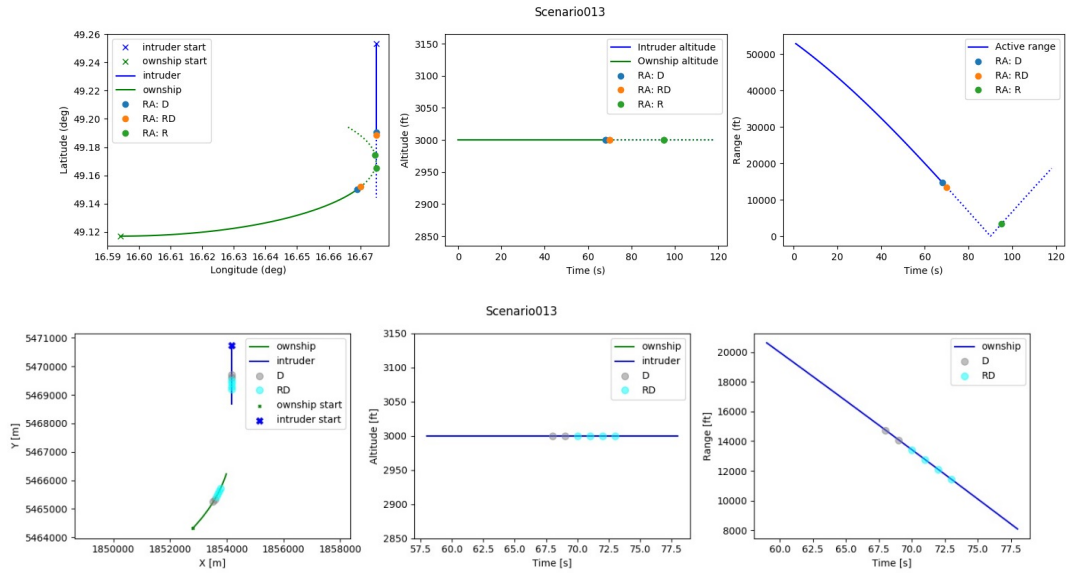 Scenario013
49.26
49.24
49.22
49.20
49.18
49.16
49.14
49.12
Latitude (deg)
intruder start
ownship start
intruder
ownship
RA: D
RA: RD
RA: R
16.59 16.60 16.61 16.62 16.63 16.64 16.65 16.66 16.67
Longitude (deg)
3150
3100
3050
3000
2950
2900
2850
Altitude (ft)
Intruder altitude
Ownship altitude
RA: D
RA: RD
RA: R
0 20 40 60 80 100 120
Time (s)
50000
40000
30000
20000
10000
0
Range (ft)
Active range
RA: D
RA: RD
RA: R
0 20 40 60 80 100 120
Time (s)
Scenario013
5471000
5470000
5469000
5468000
5467000
5466000
5465000
5464000
Y [m]
ownship
intruder
D
RD
ownship start
intruder start
1850000 1852000 1854000 1856000 1858000
X [m]
3150
3100
3050
3000
2950
2900
2850
Altitude [ft]
ownship
intruder
D
RD
57.5 60.0 62.5 65.0 67.5 70.0 72.5 75.0 77.5
Time [s]
20000
18000
16000
14000
12000
10000
8000
Range [ft]
ownship
D
RD
60.0 62.5 65.0 67.5 70.0 72.5 75.0 77.5
Time [s]